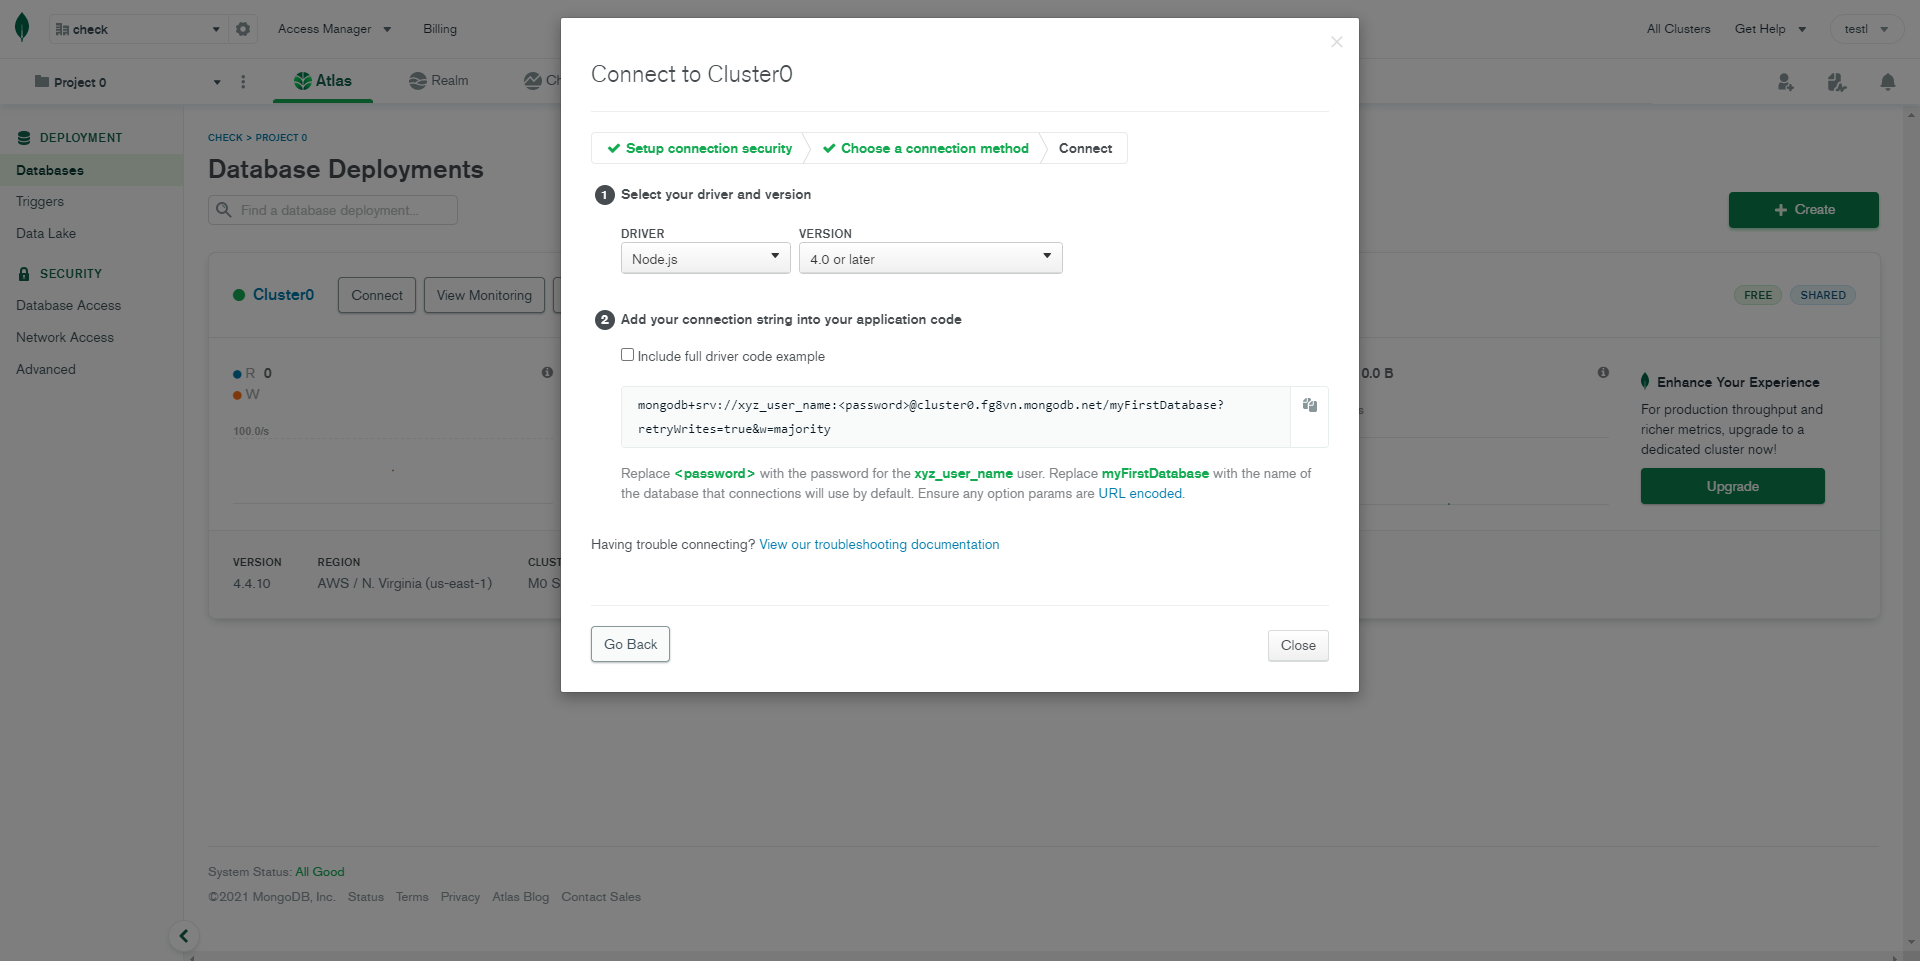 check
Access Manager
Billing
All Clusters
Get Help
testl
Project 0
Atlas
Realm
Ch
DEPLOYMENT
Databases
Triggers
Data Lake
SECURITY
Database Access
Network Access
Advanced
CHECK > PROJECT 0
Database Deployments
Find a database deployment...
+ Create
Cluster0
Connect
View Monitoring
FREE
SHARED
R 0
W
100.0/s
0.0 B
s
Enhance Your Experience
For production throughput and
richer metrics, upgrade to a
dedicated cluster now!
Upgrade
VERSION
4.4.10
REGION
AWS / N. Virginia (us-east-1)
CLUST
M0 S
Connect to Cluster0
Setup connection security
Choose a connection method
Connect
1 Select your driver and version
DRIVER
Node.js
VERSION
4.0 or later
2 Add your connection string into your application code
Include full driver code example
mongodb+srv://xyz_user_name:<password>@cluster0.fg8vn.mongodb.net/myFirstDatabase?
retryWrites=true&w=majority
Replace <password> with the password for the xyz_user_name user. Replace myFirstDatabase with the name of
the database that connections will use by default. Ensure any option params are URL encoded.
Having trouble connecting? View our troubleshooting documentation
Go Back
Close
System Status: All Good
©2021 MongoDB, Inc. Status Terms Privacy Atlas Blog Contact Sales